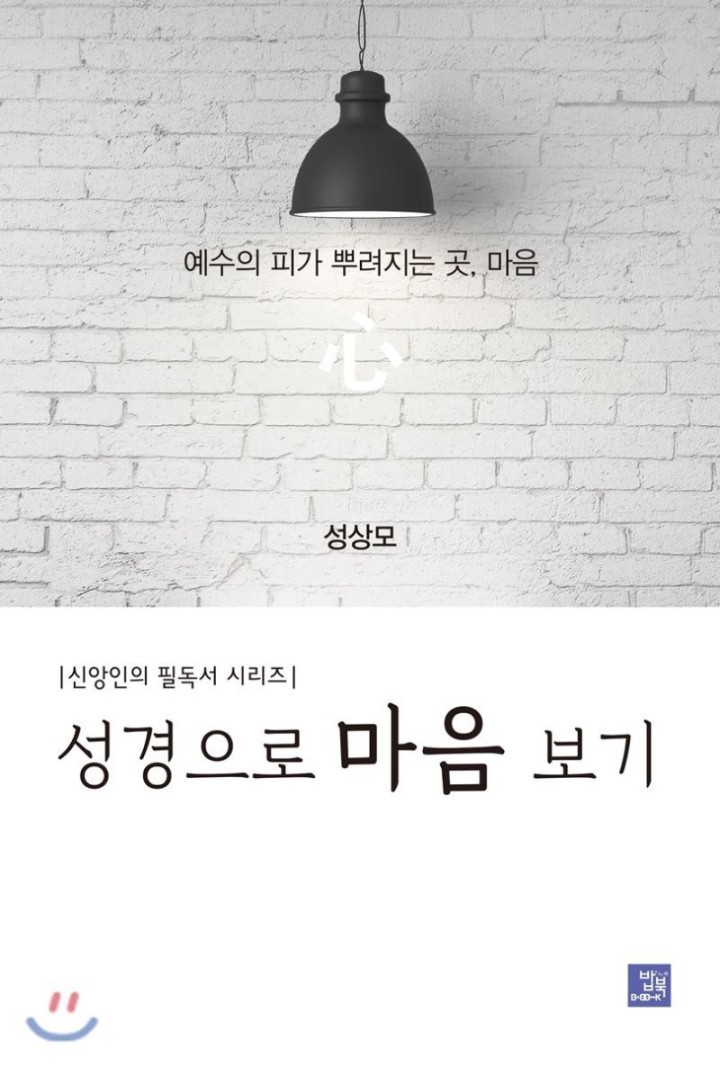 예수의 피가 뿌려지는 곳, 마음
心
성상모
|신앙인의 필독서 시리즈|
성경으로 마음 보기
밥북
B·OO·K